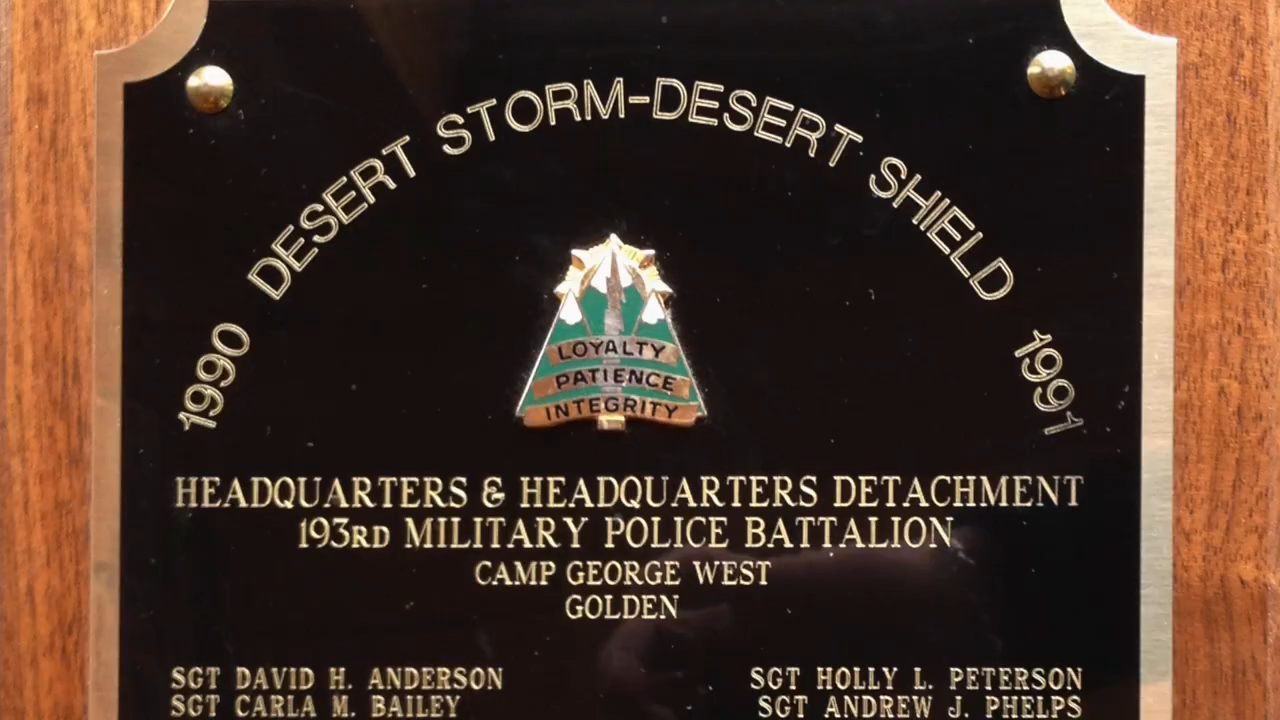 1990 DESERT STORM-DESERT SHIELD 1991
LOYALTY
PATIENCE
INTEGRITY
HEADQUARTERS & HEADQUARTERS DETACHMENT
193RD MILITARY POLICE BATTALION
CAMP GEORGE WEST
GOLDEN
SGT DAVID H. ANDERSON SGT HOLLY L. PETERSON
SGT CARLA M. BAILEY SGT ANDREW J. PHELPS